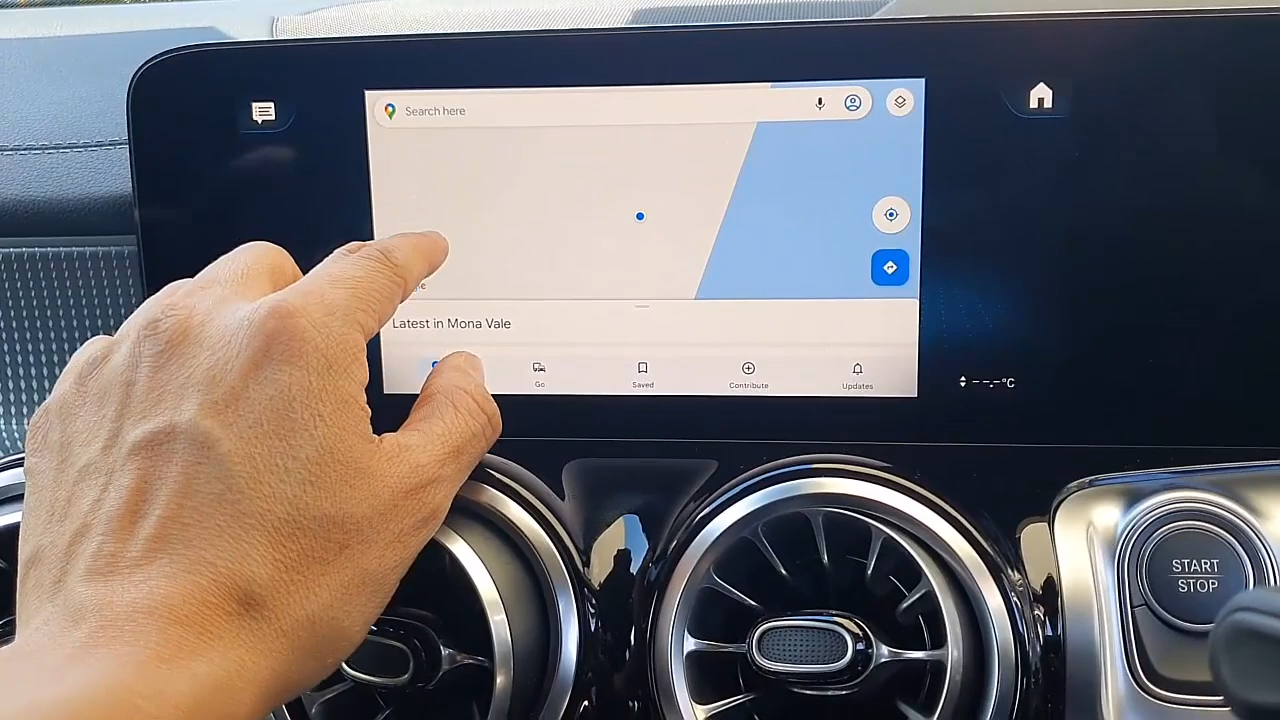 Search here
Latest in Mona Vale
Go
Saved
Contribute
Updates
--.-°C
START
STOP